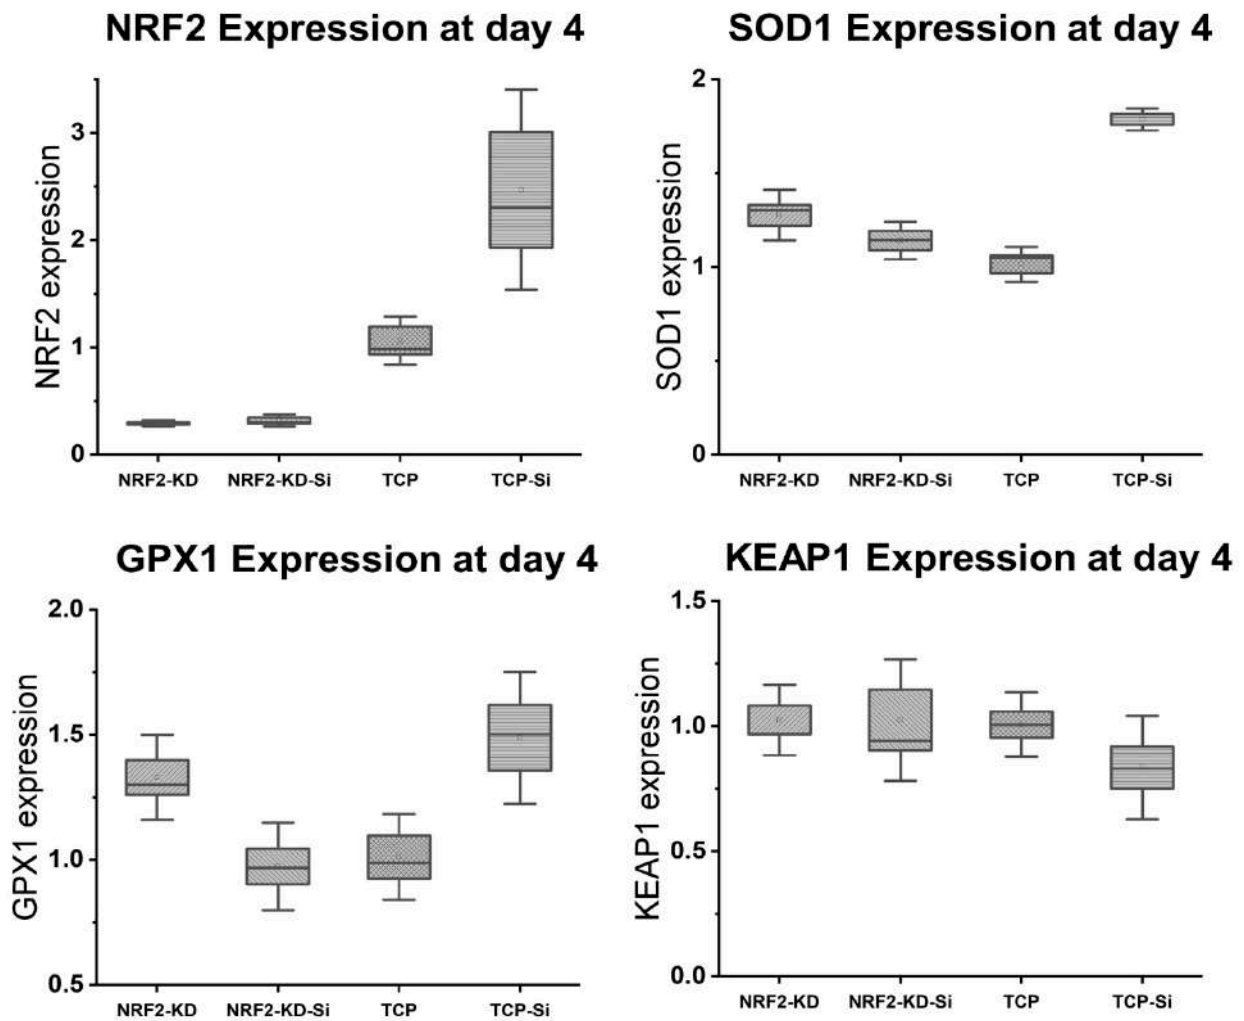 NRF2 Expression at day 4
NRF2 expression
3
2
1
0
NRF2-KD NRF2-KD-Si TCP TCP-Si
SOD1 Expression at day 4
SOD1 expression
2
1
0
NRF2-KD NRF2-KD-Si TCP TCP-Si
GPX1 Expression at day 4
GPX1 expression
2.0
1.5
1.0
0.5
NRF2-KD NRF2-KD-Si TCP TCP-Si
KEAP1 Expression at day 4
KEAP1 expression
1.5
1.0
0.5
0.0
NRF2-KD NRF2-KD-Si TCP TCP-Si